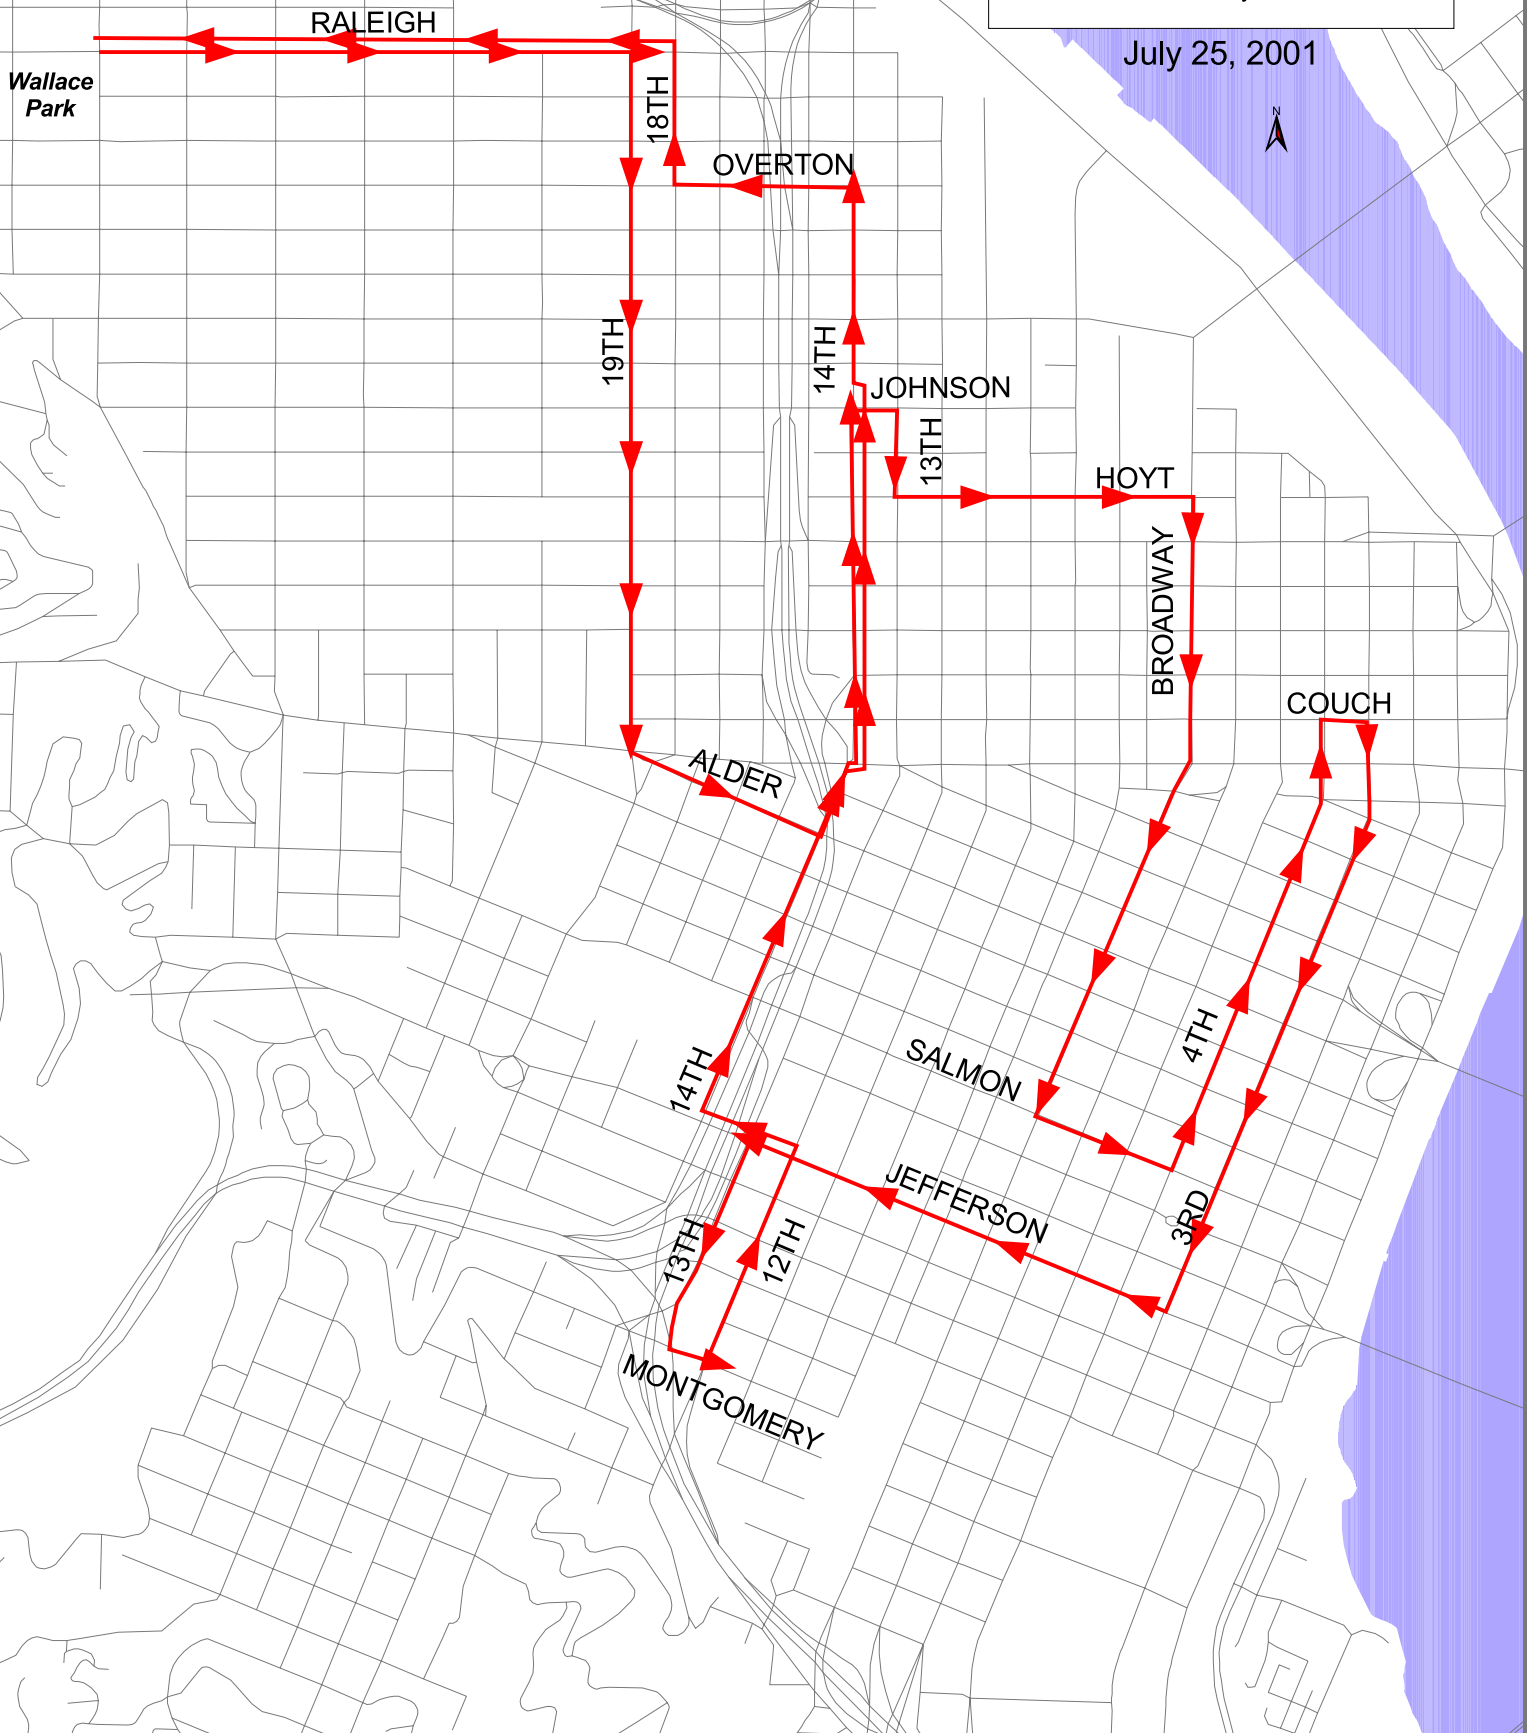 RALEIGH
July 25, 2001
Wallace
Park
18TH
N
OVERTON
19TH
14TH
JOHNSON
13TH
HOYT
BROADWAY
COUCH
ALDER
4TH
SALMON
14TH
JEFFERSON
3RD
13TH
12TH
MONTGOMERY